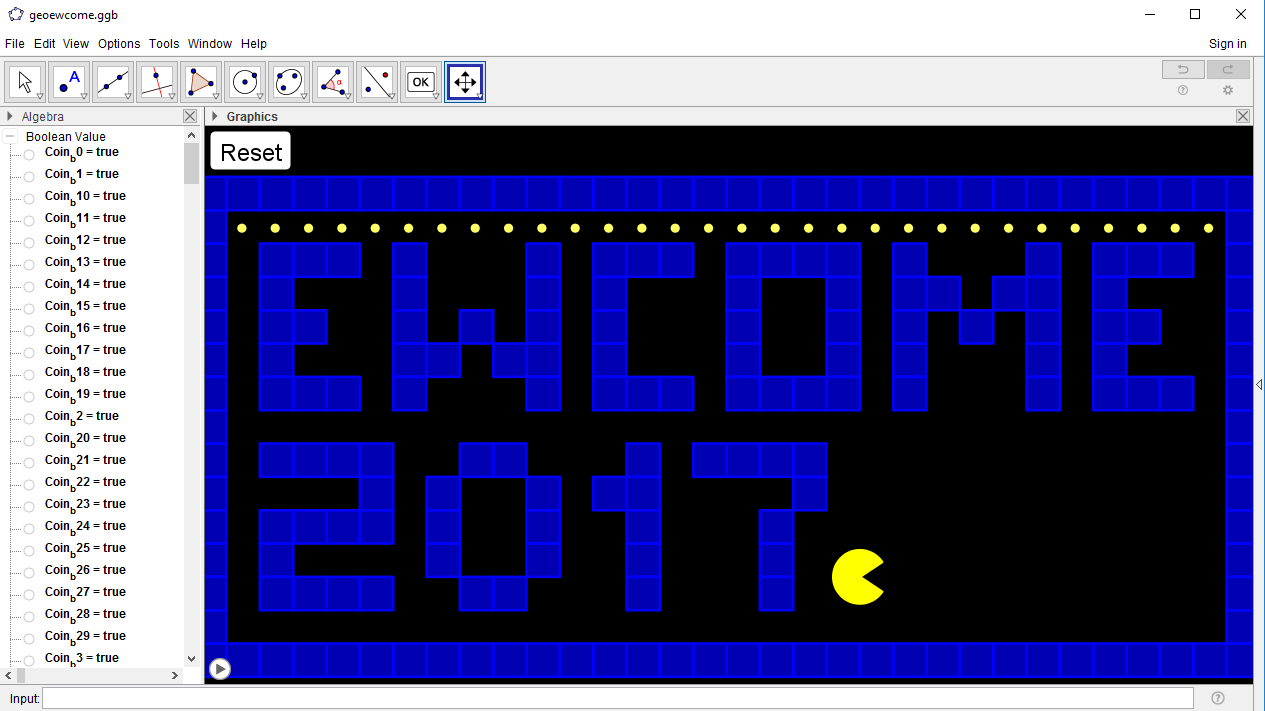 geoewcome.ggb
File Edit View Options Tools Window Help
Sign in
A
α
OK
Algebra
Graphics
Boolean Value
Coin_b0 = true
Coin_b1 = true
Coin_b10 = true
Coin_b11 = true
Coin_b12 = true
Coin_b13 = true
Coin_b14 = true
Coin_b15 = true
Coin_b16 = true
Coin_b17 = true
Coin_b18 = true
Coin_b19 = true
Coin_b2 = true
Coin_b20 = true
Coin_b21 = true
Coin_b22 = true
Coin_b23 = true
Coin_b24 = true
Coin_b25 = true
Coin_b26 = true
Coin_b27 = true
Coin_b28 = true
Coin_b29 = true
Coin_b3 = true
Reset
EWCOME
2017
Input: